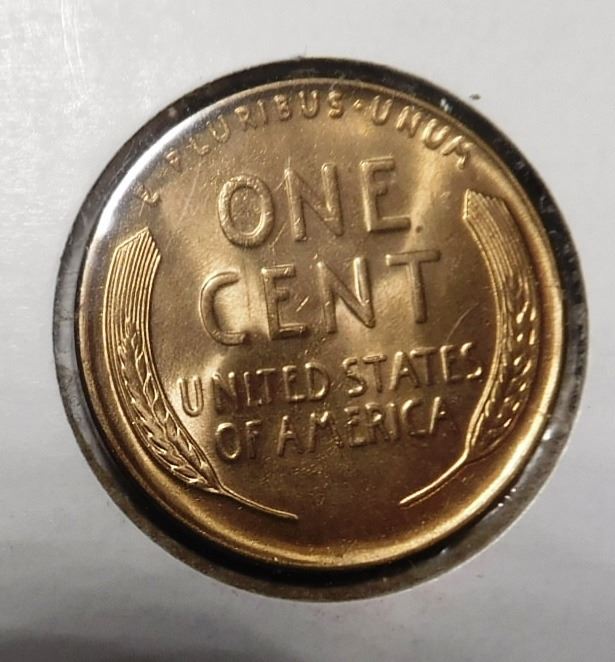 E PLURIBUS·UNUM
ONE
CENT
UNITED STATES
OF AMERICA